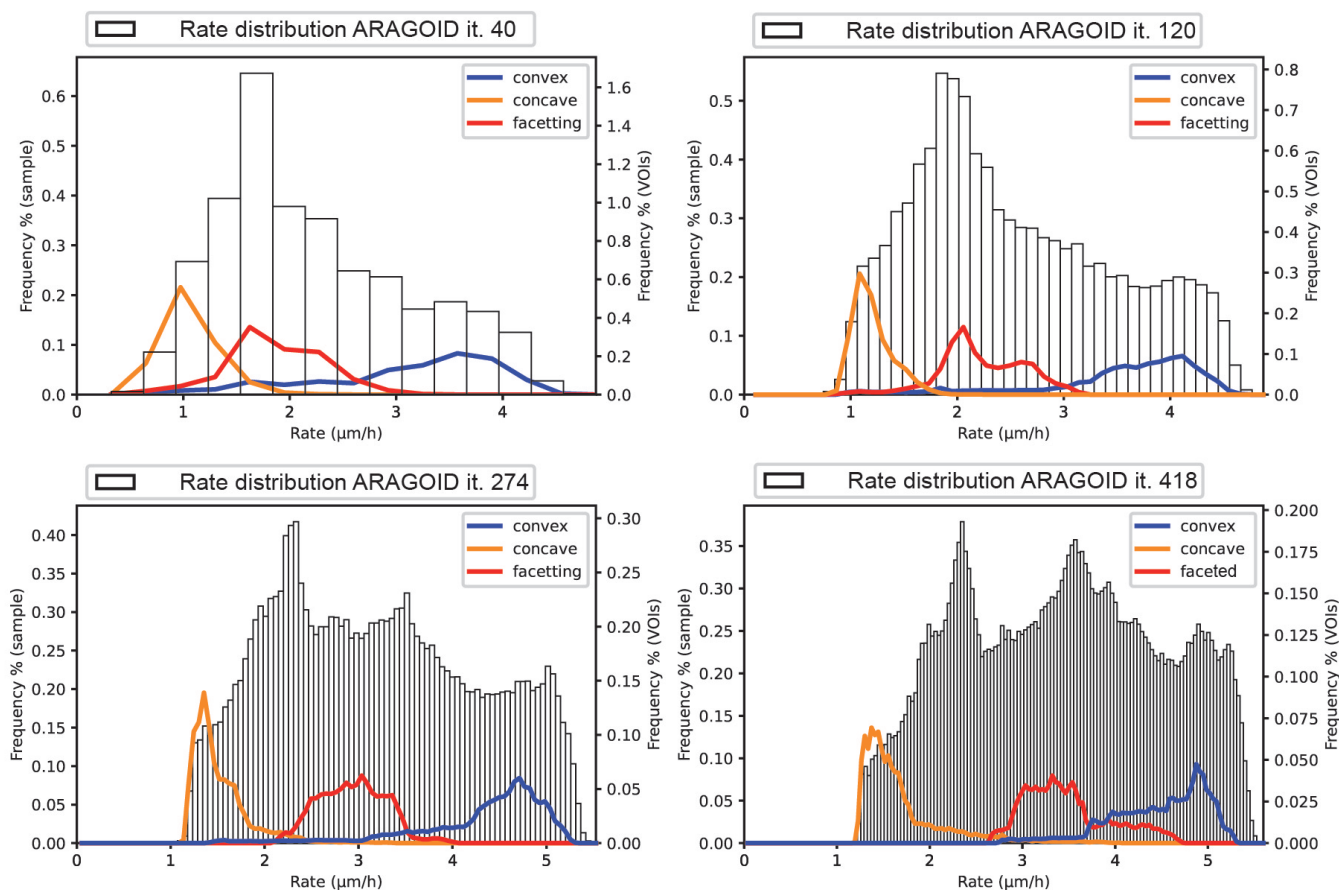 Rate distribution ARAGOID it. 40
convex
concave
facetting
Frequency % (sample)
0.6
0.5
0.4
0.3
0.2
0.1
0.0
1.6
1.4
1.2
1.0
0.8
0.6
0.4
0.2
0.0
Frequency % (VOIs)
0 1 2 3 4
Rate (µm/h)
Rate distribution ARAGOID it. 120
convex
concave
facetting
Frequency % (sample)
0.5
0.4
0.3
0.2
0.1
0.0
0.8
0.7
0.6
0.5
0.4
0.3
0.2
0.1
0.0
Frequency % (VOIs)
0 1 2 3 4
Rate (µm/h)
Rate distribution ARAGOID it. 274
convex
concave
facetting
Frequency % (sample)
0.40
0.35
0.30
0.25
0.20
0.15
0.10
0.05
0.00
0.30
0.25
0.20
0.15
0.10
0.05
0.00
Frequency % (VOIs)
0 1 2 3 4 5
Rate (µm/h)
Rate distribution ARAGOID it. 418
convex
concave
faceted
Frequency % (sample)
0.35
0.30
0.25
0.20
0.15
0.10
0.05
0.00
0.200
0.175
0.150
0.125
0.100
0.075
0.050
0.025
0.000
Frequency % (VOIs)
0 1 2 3 4 5
Rate (µm/h)